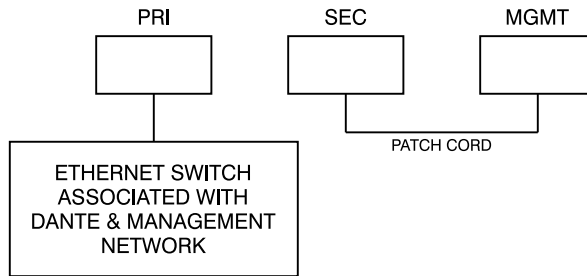 PRI SEC MGMT
PATCH CORD
ETHERNET SWITCH
ASSOCIATED WITH
DANTE & MANAGEMENT
NETWORK